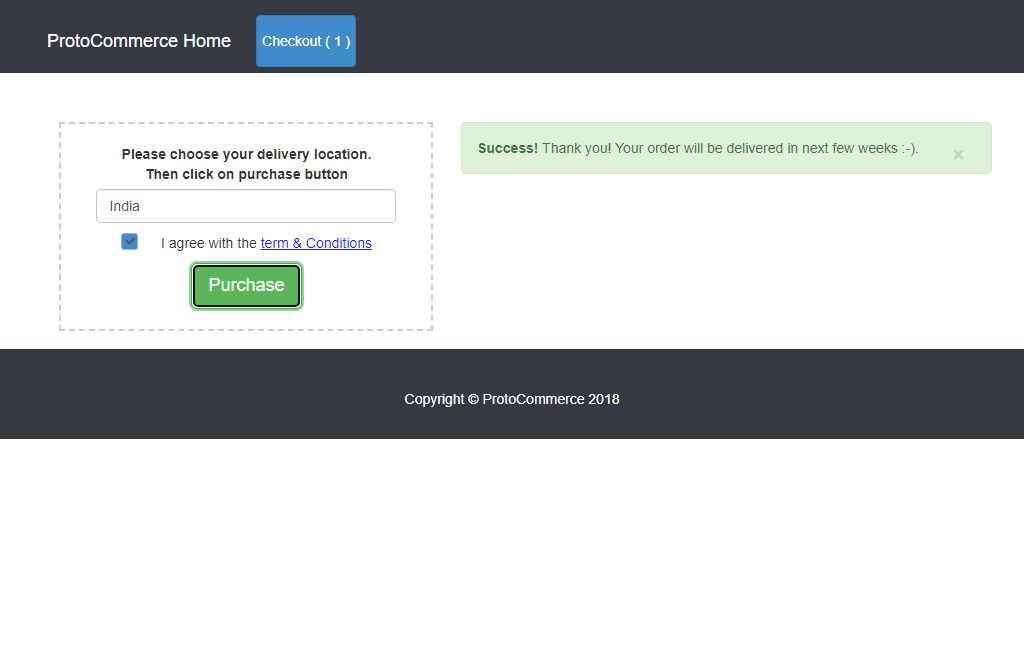 ProtoCommerce Home
Checkout ( 1 )
Please choose your delivery location.
Then click on purchase button
India
I agree with the term & Conditions
Purchase
Success! Thank you! Your order will be delivered in next few weeks :-).
×
Copyright © ProtoCommerce 2018